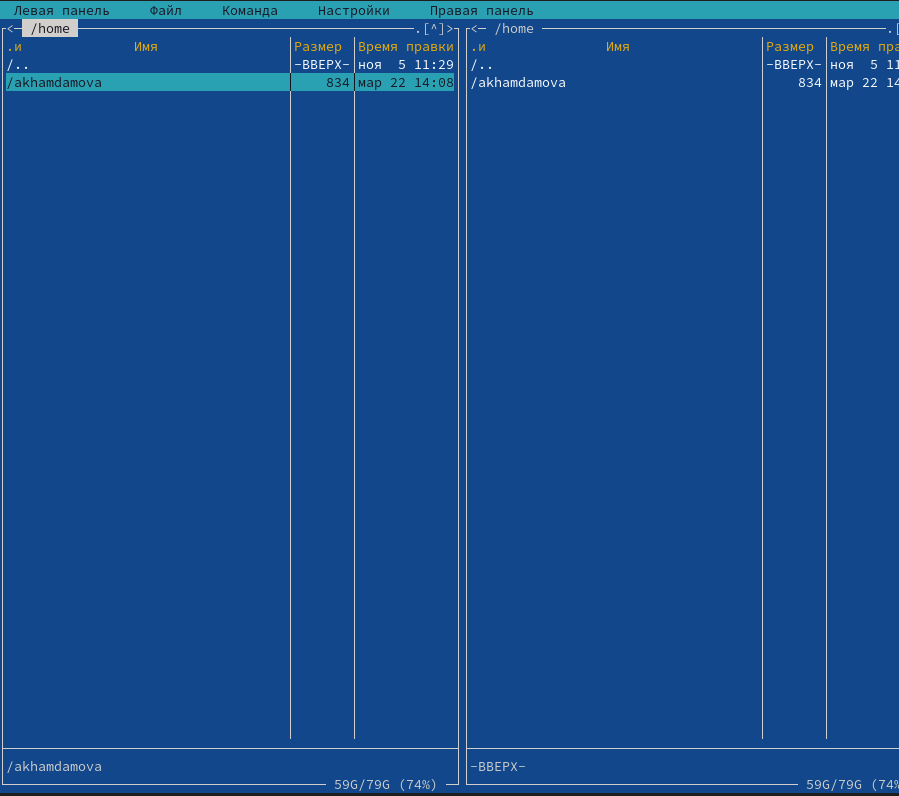 Левая панель Файл Команда Настройки Правая панель
<─ /home .[^]> <─ /home .[
.и Имя Размер Время правки .и Имя Размер Время пра
/.. -ВВЕРХ- ноя 5 11:29 /.. -ВВЕРХ- ноя 5 11
/akhamdamova 834 мар 22 14:08 /akhamdamova 834 мар 22 14
/akhamdamova -ВВЕРХ-
59G/79G (74%) 59G/79G (74%